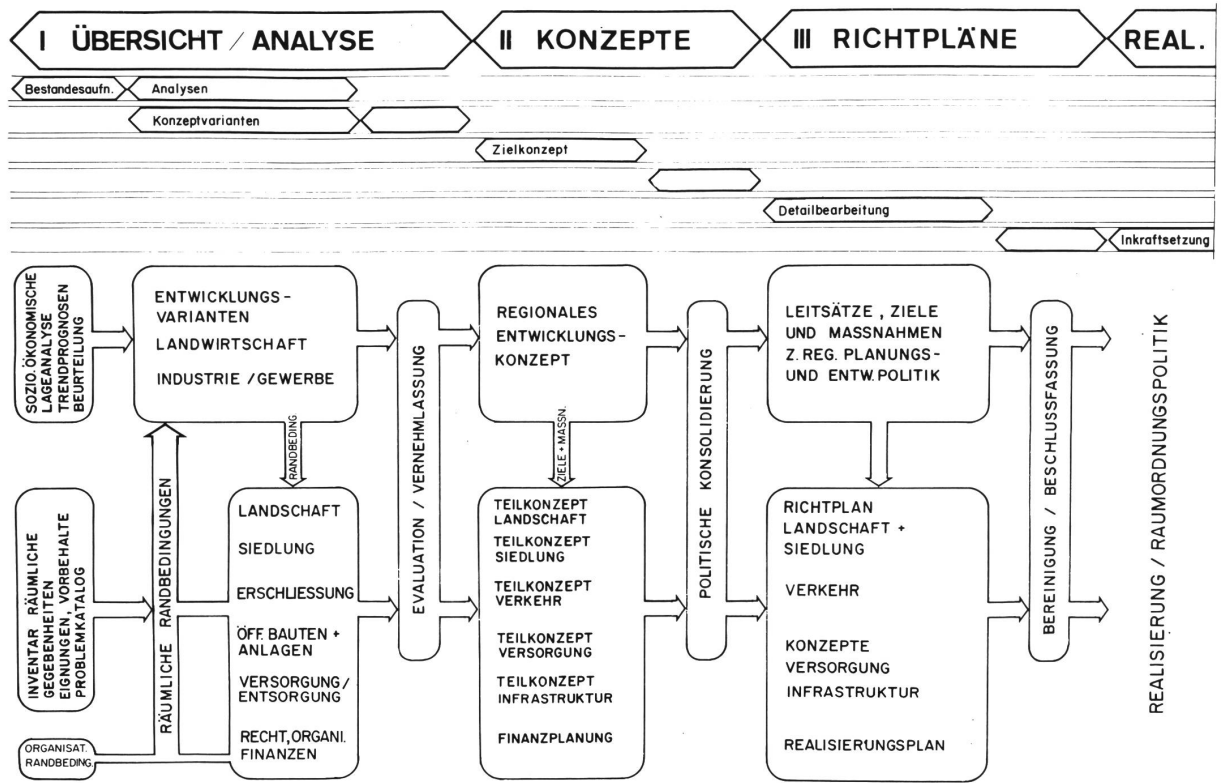 I ÜBERSICHT / ANALYSE
II KONZEPTE
III RICHTPLÄNE
REAL.
Bestandesaufn.
Analysen
Konzeptvarianten
Zielkonzept
Detailbearbeitung
Inkraftsetzung
SOZIO.ÖKONOMISCHE
LAGEANALYSE
TRENDPROGNOSEN
BEURTEILUNG
ENTWICKLUNGS-
VARIANTEN
LANDWIRTSCHAFT
INDUSTRIE / GEWERBE
REGIONALES
ENTWICKLUNGS-
KONZEPT
LEITSÄTZE, ZIELE
UND MASSNAHMEN
Z. REG. PLANUNGS-
UND ENTW. POLITIK
RANDBEDING
ZIELE + MASSN.
INVENTAR RÄUMLICHE
GEGEBENHEITEN
EIGNUNGEN, VORBEHALTE
PROBLEMKATALOG
RÄUMLICHE RANDBEDINGUNGEN
LANDSCHAFT
SIEDLUNG
ERSCHLIESSUNG
ÖFF. BAUTEN +
ANLAGEN
VERSORGUNG/
ENTSORGUNG
RECHT, ORGANI.
FINANZEN
EVALUATION / VERNEHMLASSUNG
TEILKONZEPT
LANDSCHAFT
TEILKONZEPT
SIEDLUNG
TEILKONZEPT
VERKEHR
TEILKONZEPT
VERSORGUNG
TEILKONZEPT
INFRASTRUKTUR
FINANZPLANUNG
POLITISCHE KONSOLIDIERUNG
RICHTPLAN
LANDSCHAFT +
SIEDLUNG
VERKEHR
KONZEPTE
VERSORGUNG
INFRASTRUKTUR
REALISIERUNGSPLAN
BEREINIGUNG / BESCHLUSSFASSUNG
REALISIERUNG / RAUMORDNUNGSPOLITIK
ORGANISAT.
RANDBEDING.